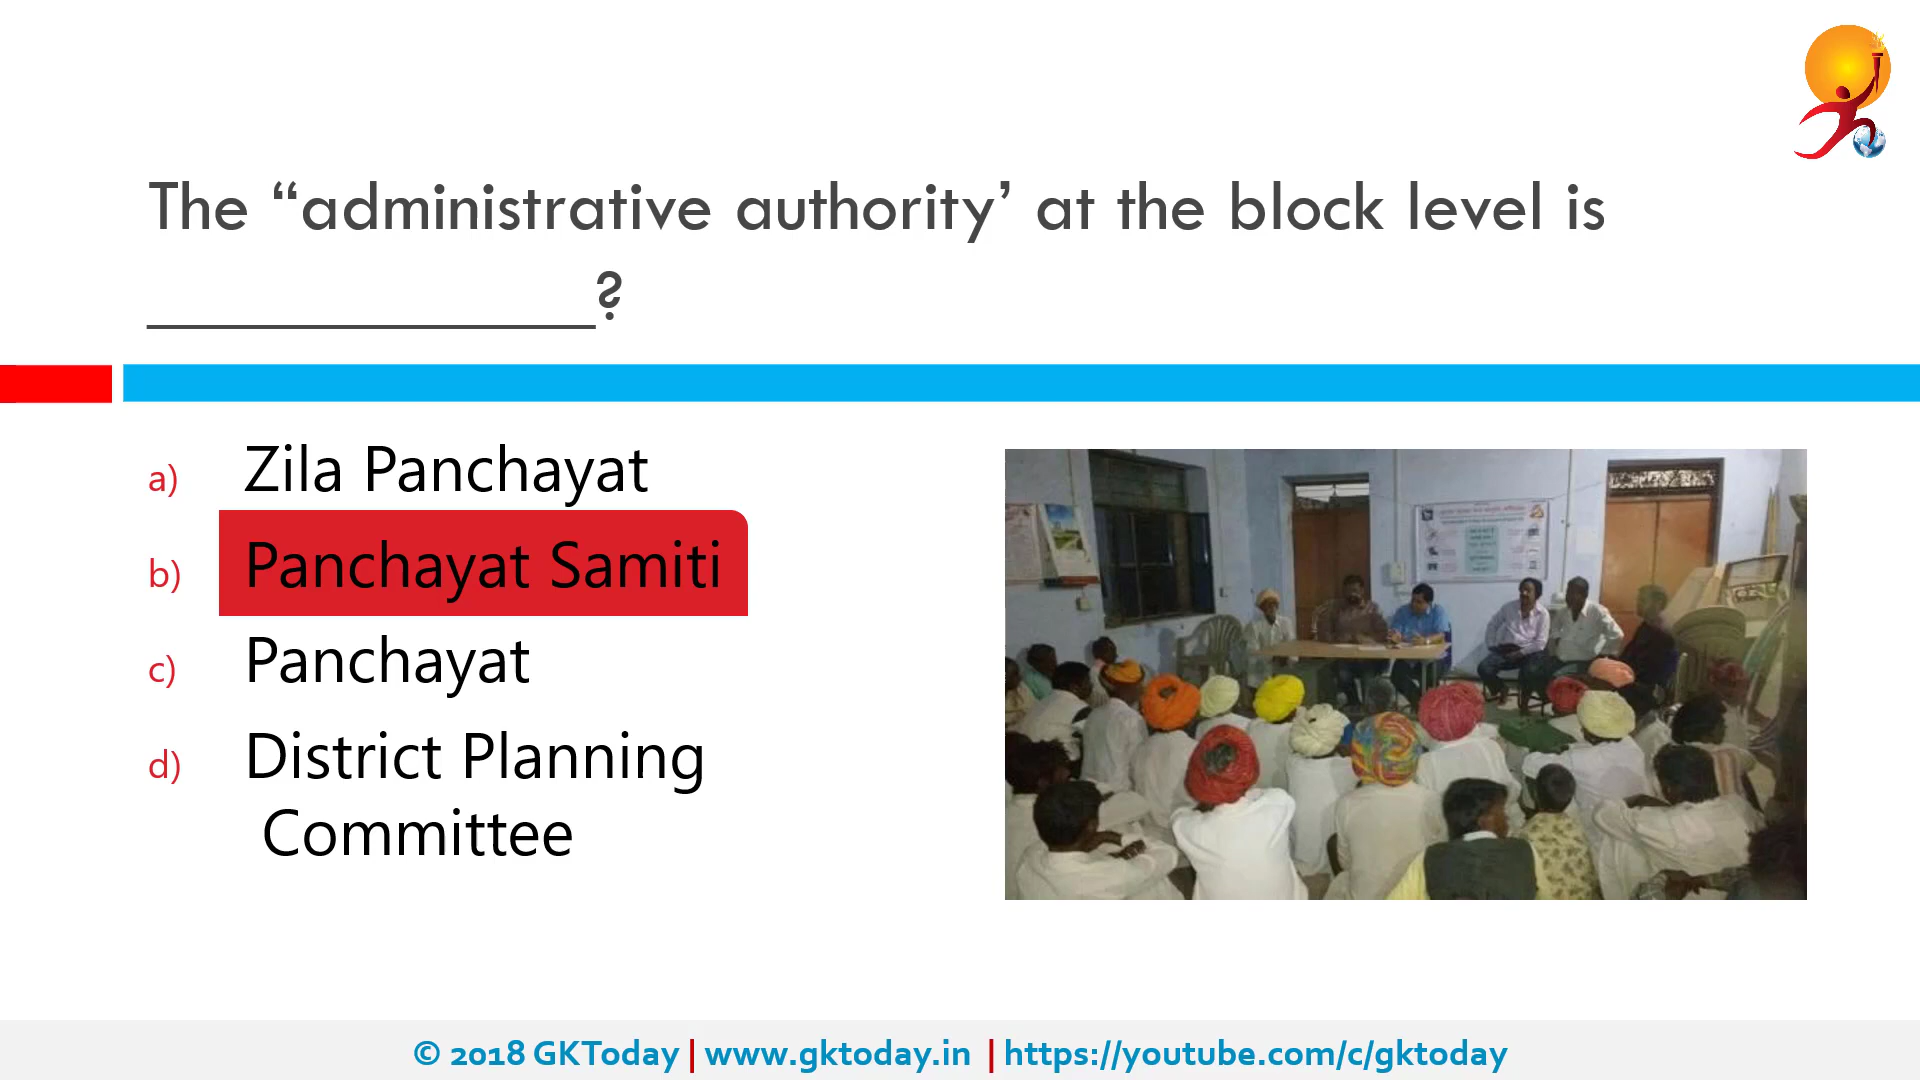 The “administrative authority’ at the block level is
______________?
a) Zila Panchayat
b) Panchayat Samiti
c) Panchayat
d) District Planning
Committee
© 2018 GKToday | www.gktoday.in | https://youtube.com/c/gktoday